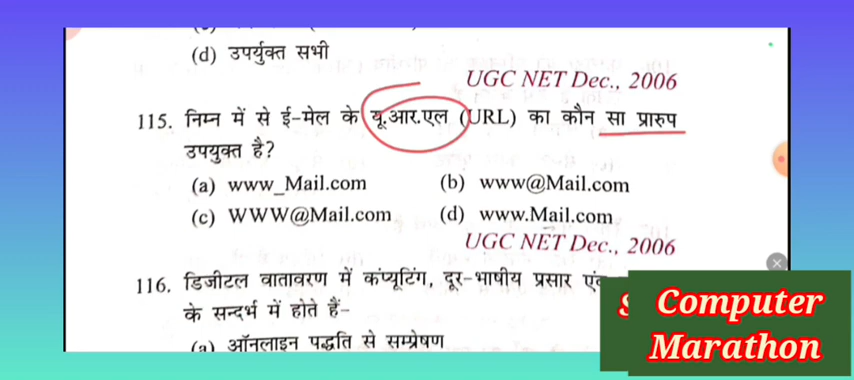 (d) उपर्युक्त सभी
UGC NET Dec., 2006
115. निम्न में से ई-मेल के यू.आर.एल (URL) का कौन सा प्रारुप
उपयुक्त है?
(a) www_Mail.com (b) www@Mail.com
(c) WWW@Mail.com (d) www.Mail.com
UGC NET Dec., 2006
116. डिजीटल वातावरण में कंप्यूटिंग, दूर-भाषीय प्रसार एवं
के सन्दर्भ में होते हैं-
(a) ऑनलाइन पद्धति से सम्प्रेषण
Computer
Marathon